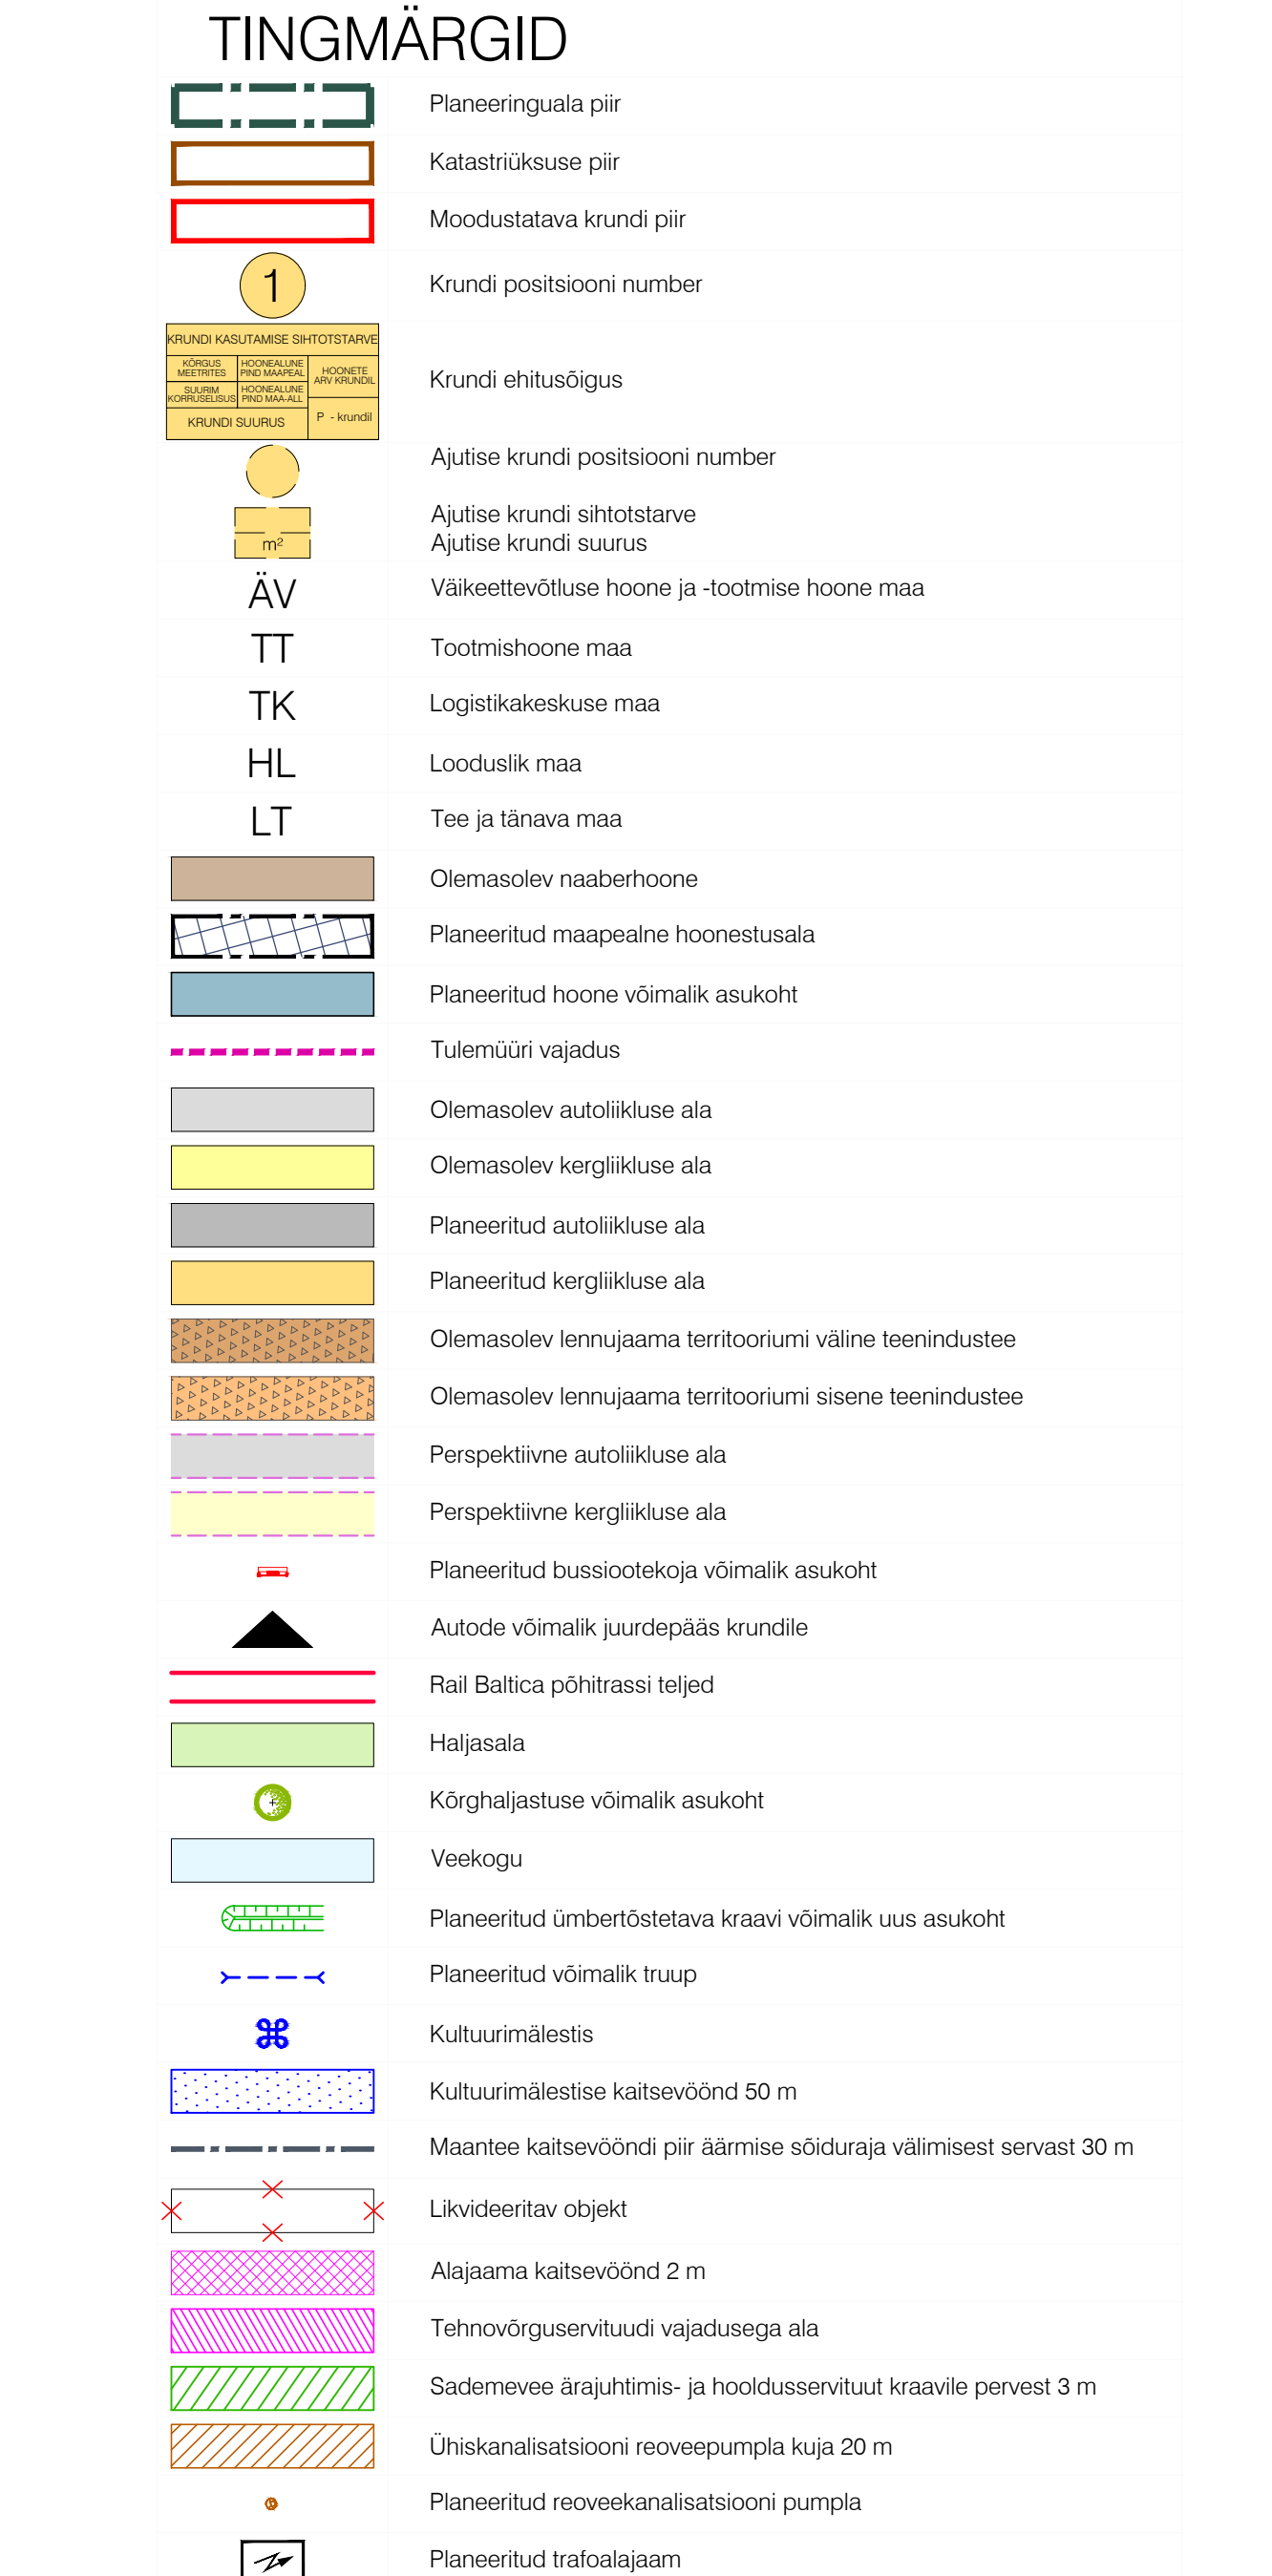 TINGMÄRGID
Planeeringuala piir
Katastriüksuse piir
Moodustatava krundi piir
1
Krundi positsiooni number
KRUNDI KASUTAMISE SIHTOTSTARVE
KÕRGUS MEETRITES
HOONEALUNE PIND MAAPEAL
HOONETE ARV KRUNDIL
SUURIM KORRUSELISUS
HOONEALUNE PIND MAA-ALL
P - krundil
KRUNDI SUURUS
Krundi ehitusõigus
Ajutise krundi positsiooni number
Ajutise krundi sihtotstarve
m² Ajutise krundi suurus
ÄV Väikeettevõtluse hoone ja -tootmise hoone maa
TT Tootmishoone maa
TK Logistikakeskuse maa
HL Looduslik maa
LT Tee ja tänava maa
Olemasolev naaberhoone
Planeeritud maapealne hoonestusala
Planeeritud hoone võimalik asukoht
Tulemüüri vajadus
Olemasolev autoliikluse ala
Olemasolev kergliikluse ala
Planeeritud autoliikluse ala
Planeeritud kergliikluse ala
Olemasolev lennujaama territooriumi väline teenindustee
Olemasolev lennujaama territooriumi sisene teenindustee
Perspektiivne autoliikluse ala
Perspektiivne kergliikluse ala
Planeeritud bussiootekoja võimalik asukoht
Autode võimalik juurdepääs krundile
Rail Baltica põhitrassi teljed
Haljasala
Kõrghaljastuse võimalik asukoht
Veekogu
Planeeritud ümbertõstetava kraavi võimalik uus asukoht
Planeeritud võimalik truup
Kultuurimälestis
Kultuurimälestise kaitsevöönd 50 m
Maantee kaitsevööndi piir äärmise sõiduraja välimisest servast 30 m
Likvideeritav objekt
Alajaama kaitsevöönd 2 m
Tehnovõrguservituudi vajadusega ala
Sademevee ärajuhtimis- ja hooldusservituut kraavile pervest 3 m
Ühiskanalisatsiooni reoveepumpla kuja 20 m
Planeeritud reoveekanalisatsiooni pumpla
Planeeritud trafoalajaam